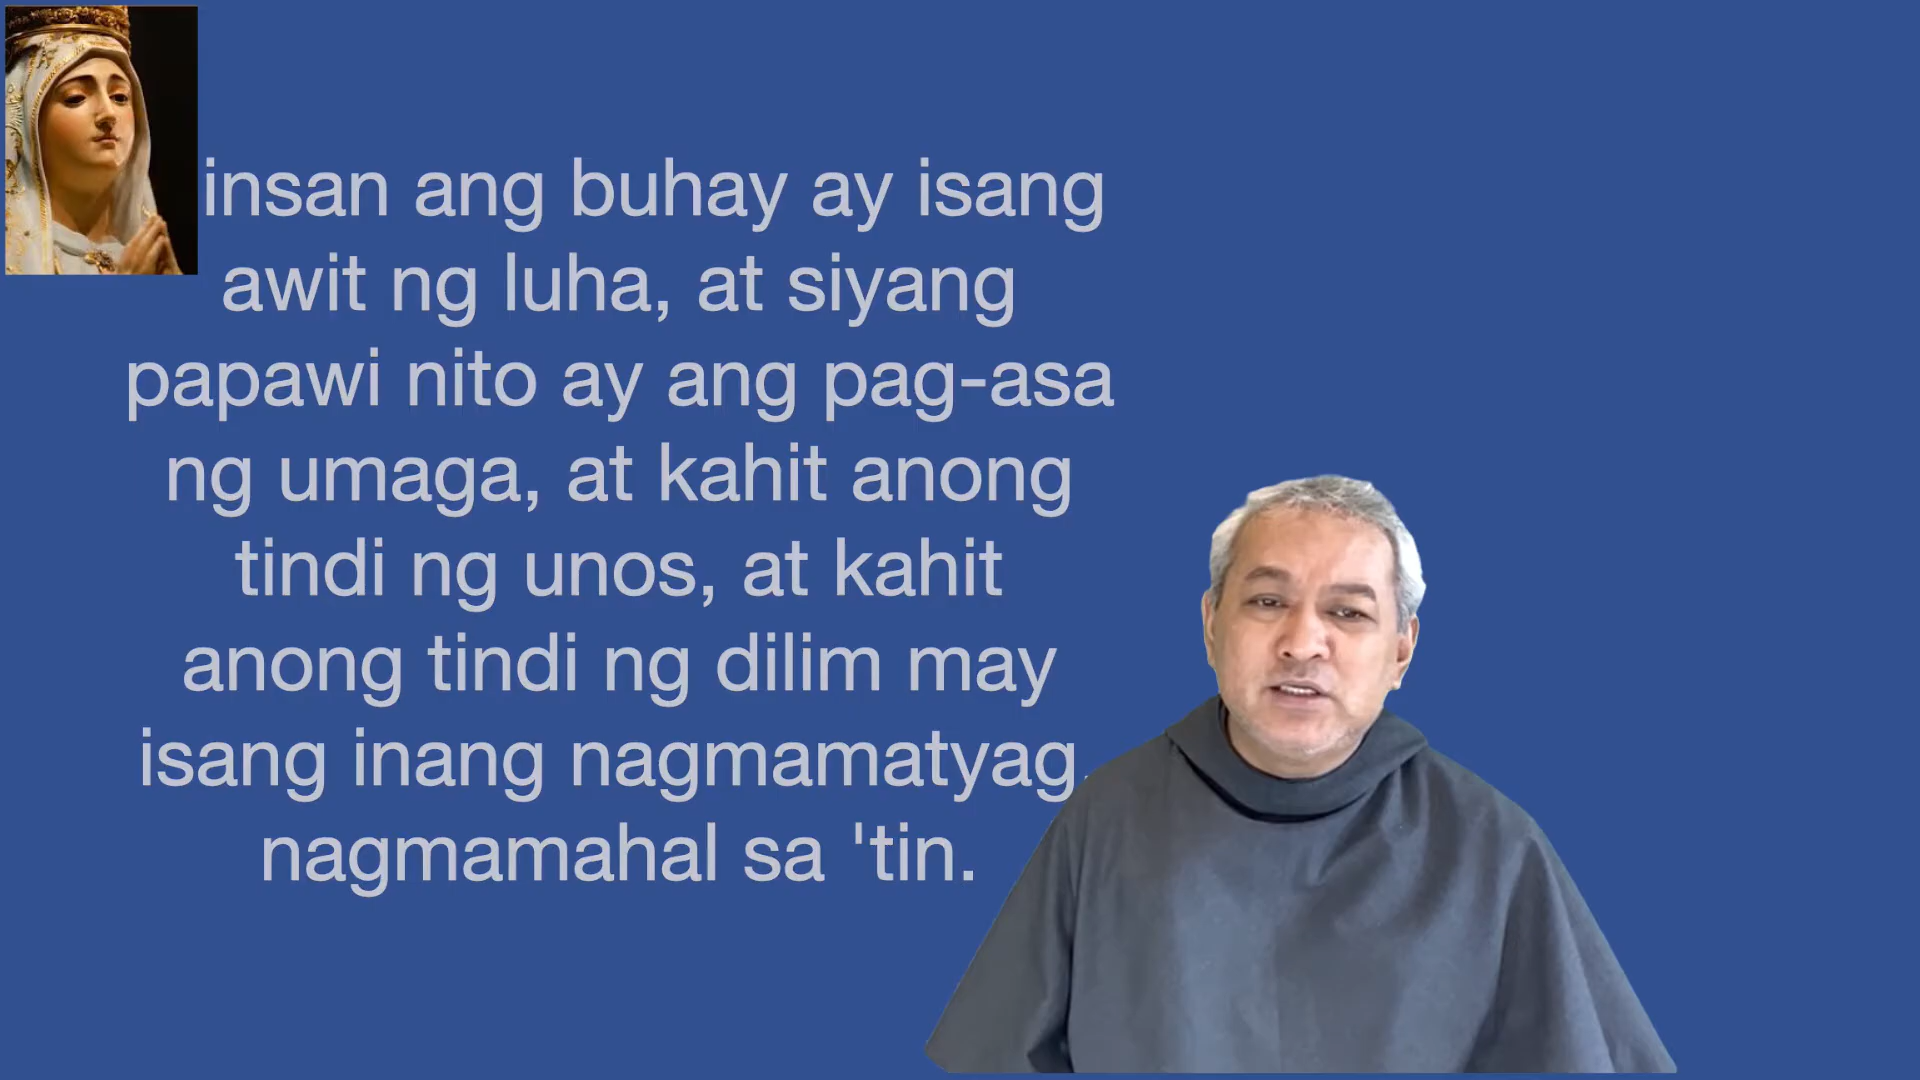 insan ang buhay ay isang
awit ng luha, at siyang
papawi nito ay ang pag-asa
ng umaga, at kahit anong
tindi ng unos, at kahit
anong tindi ng dilim may
isang inang nagmamatyag,
nagmamahal sa 'tin.